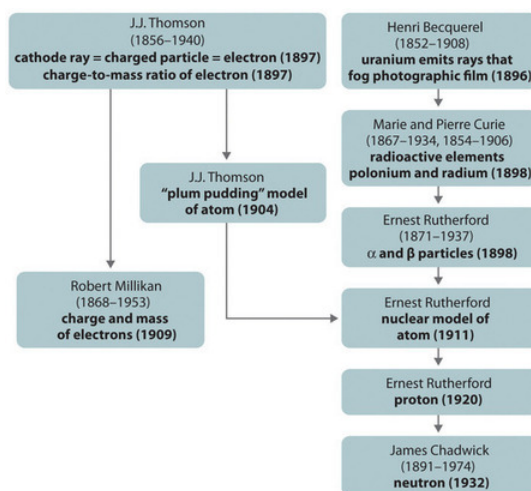 J.J. Thomson
(1856–1940)
cathode ray = charged particle = electron (1897)
charge-to-mass ratio of electron (1897)
Henri Becquerel
(1852–1908)
uranium emits rays that
fog photographic film (1896)
Marie and Pierre Curie
(1867–1934, 1854–1906)
radioactive elements
polonium and radium (1898)
J.J. Thomson
“plum pudding” model
of atom (1904)
Ernest Rutherford
(1871–1937)
α and β particles (1898)
Robert Millikan
(1868–1953)
charge and mass
of electrons (1909)
Ernest Rutherford
nuclear model of
atom (1911)
Ernest Rutherford
proton (1920)
James Chadwick
(1891–1974)
neutron (1932)